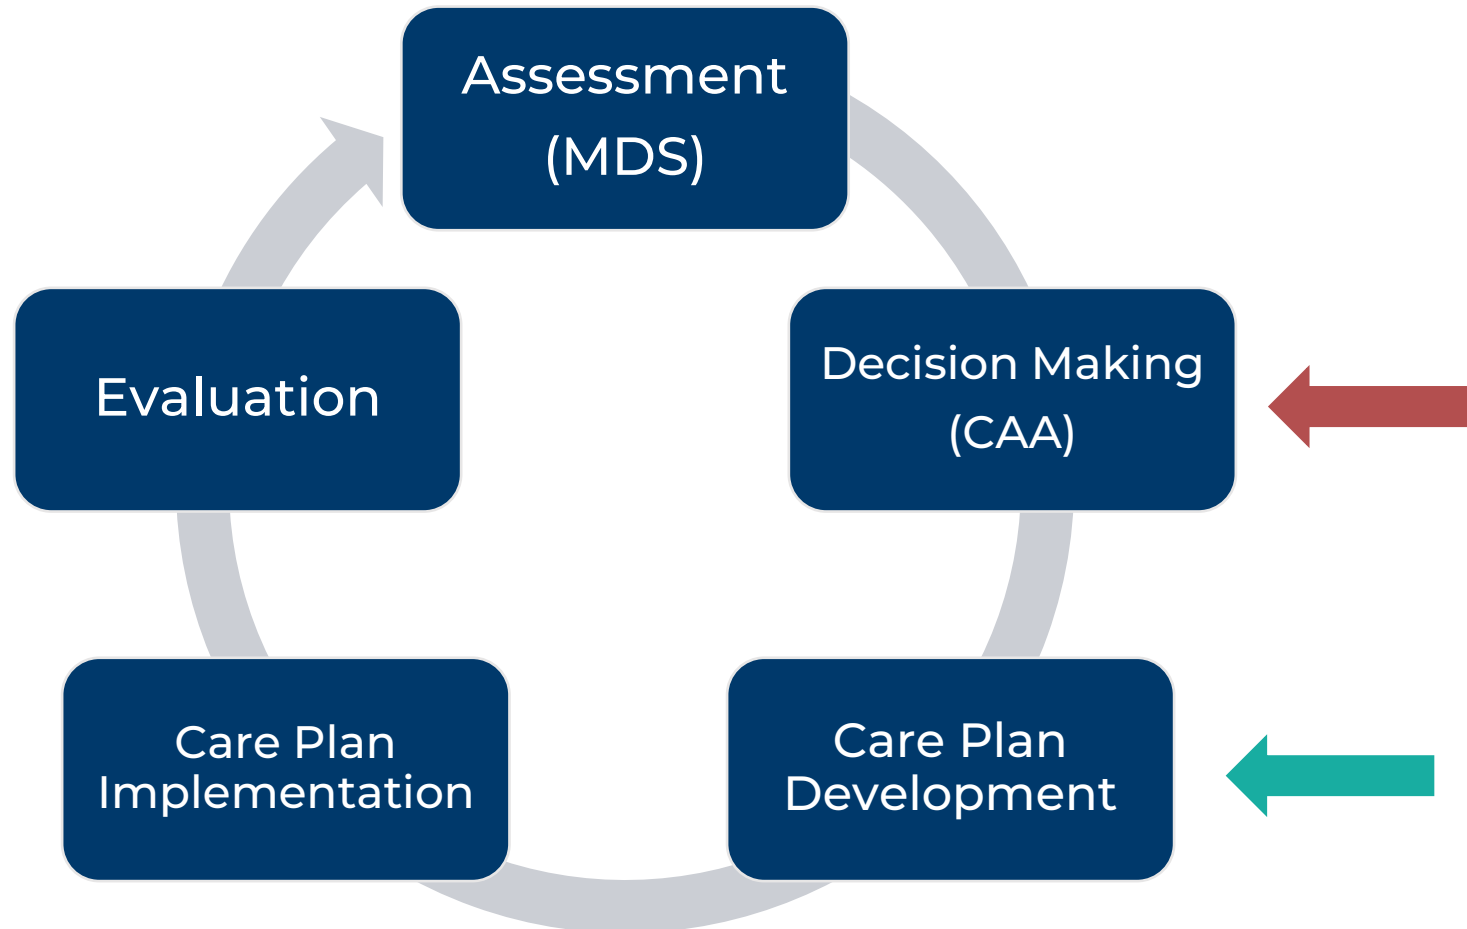 Assessment
(MDS)
Decision Making
(CAA)
Care Plan
Development
Care Plan
Implementation
Evaluation